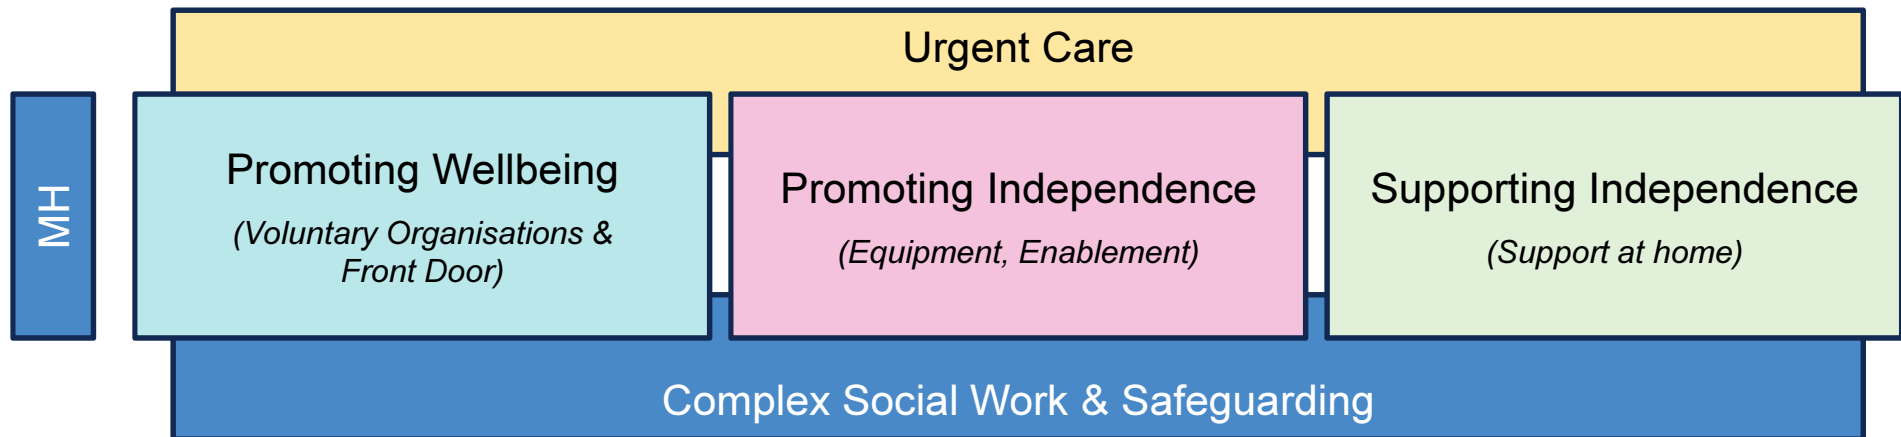 Urgent Care
MH
Promoting Wellbeing
(Voluntary Organisations &
Front Door)
Promoting Independence
(Equipment, Enablement)
Supporting Independence
(Support at home)
Complex Social Work & Safeguarding